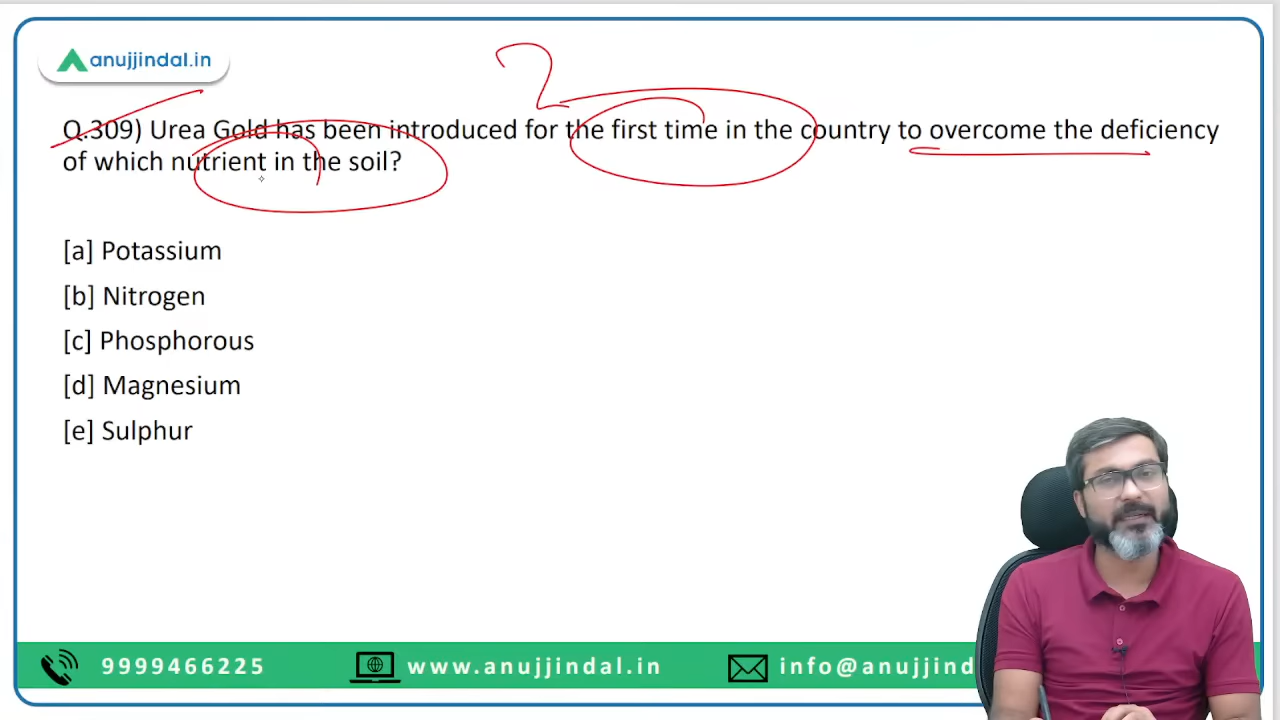 anujjindal.in
2
Q.309) Urea Gold has been introduced for the first time in the country to overcome the deficiency
of which nutrient in the soil?
[a] Potassium
[b] Nitrogen
[c] Phosphorous
[d] Magnesium
[e] Sulphur
9999466225 www.anujjindal.in info@anujjind